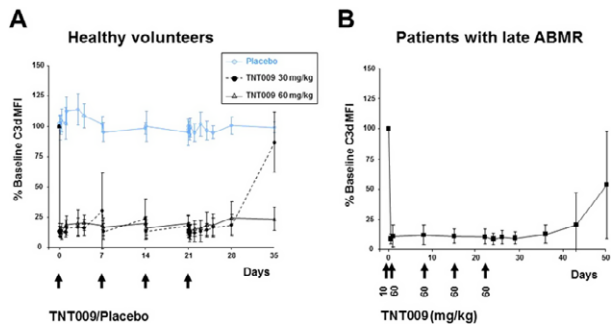 A
Healthy volunteers
Placebo
TNT009 30 mg/kg
TNT009 60 mg/kg
% Baseline C3d MFI
150
125
100
75
50
25
0
0 7 14 21 20 35
Days
TNT009/Placebo
B
Patients with late ABMR
% Baseline C3d MFI
150
125
100
75
50
25
0
0 10 20 30 40 50
Days
10 60 60 60 60
TNT009 (mg/kg)